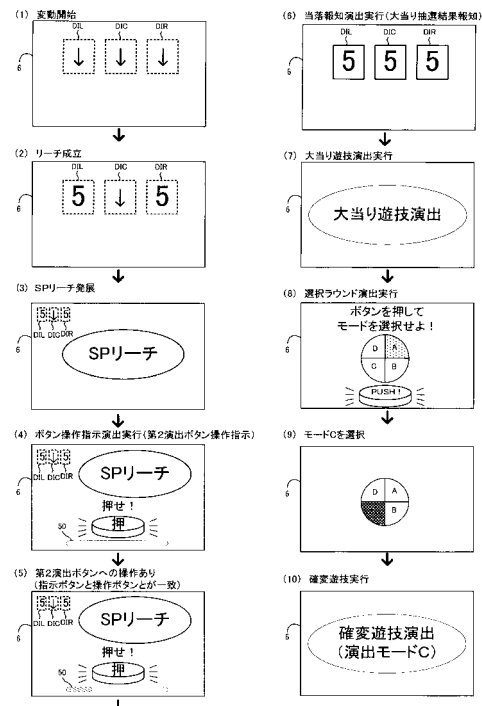 (1) 変動開始
DIL DIC DIR
↓ ↓ ↓
6
(2) リーチ成立
DIL DIC DIR
5 ↓ 5
6
(3) SPリーチ発展
5 ↓ 5
DIL DIC DIR
SPリーチ
6
(4) ボタン操作指示演出実行(第2演出ボタン操作指示)
5 ↓ 5
DIL DIC DIR
SPリーチ
6
押せ!
50
押
(5) 第2演出ボタンへの操作あり
(指示ボタンと操作ボタンとが一致)
5 ↓ 5
DIL DIC DIR
SPリーチ
6
押せ!
50
押
(6) 当落報知演出実行(大当り抽選結果報知)
DIL DIC DIR
5 5 5
6
(7) 大当り遊技演出実行
大当り遊技演出
6
(8) 選択ラウンド演出実行
ボタンを押して
モードを選択せよ!
6
D A
C B
PUSH!
(9) モードCを選択
6
D A
B
(10) 確変遊技実行
6
確変遊技演出
(演出モードC)